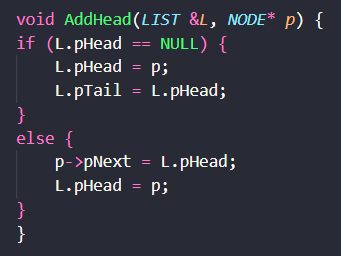 void AddHead(LIST &L, NODE* p) {
if (L.pHead == NULL) {
    L.pHead = p;
    L.pTail = L.pHead;
}
else {
    p->pNext = L.pHead;
    L.pHead = p;
}
}